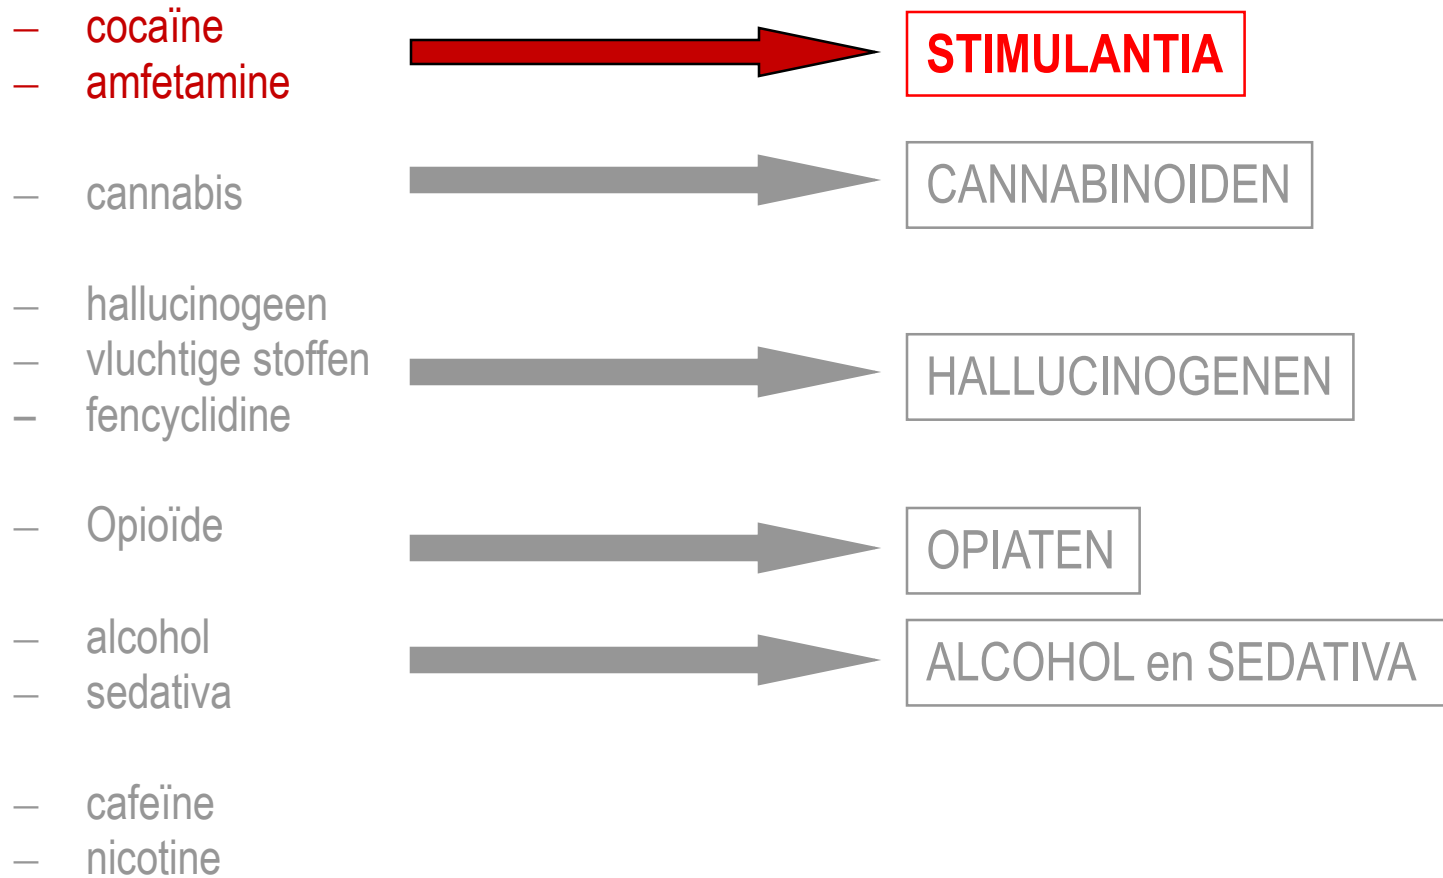 – cocaïne
– amfetamine
STIMULANTIA
– cannabis
CANNABINOIDEN
– hallucinogeen
– vluchtige stoffen
– fencyclidine
HALLUCINOGENEN
– Opioïde
OPIATEN
– alcohol
– sedativa
ALCOHOL en SEDATIVA
– cafeïne
– nicotine